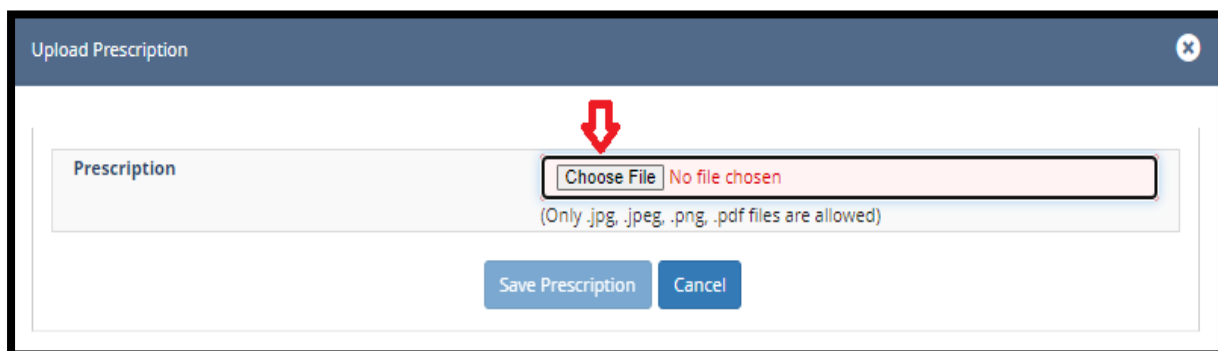 Upload Prescription
Prescription
Choose File No file chosen
(Only .jpg, .jpeg, .png, .pdf files are allowed)
Save Prescription Cancel